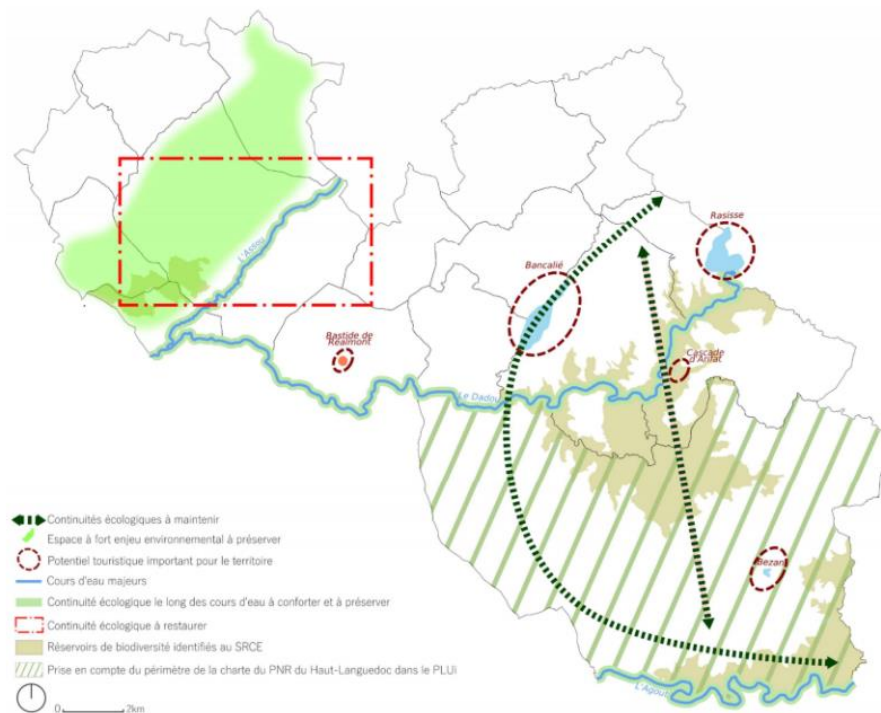 Rasisse
Bancalié
L'Assou
Bastide de
Réalmont
Cascade
d'Arifat
Le Dadou
Bezan
L'Agout
Continuités écologiques à maintenir
Espace à fort enjeu environnemental à préserver
Potentiel touristique important pour le territoire
Cours d'eau majeurs
Continuité écologique le long des cours d'eau à conforter et à préserver
Continuité écologique à restaurer
Réservoirs de biodiversité identifiés au SRCE
Prise en compte du périmètre de la charte du PNR du Haut-Languedoc dans le PLUi
0 2km